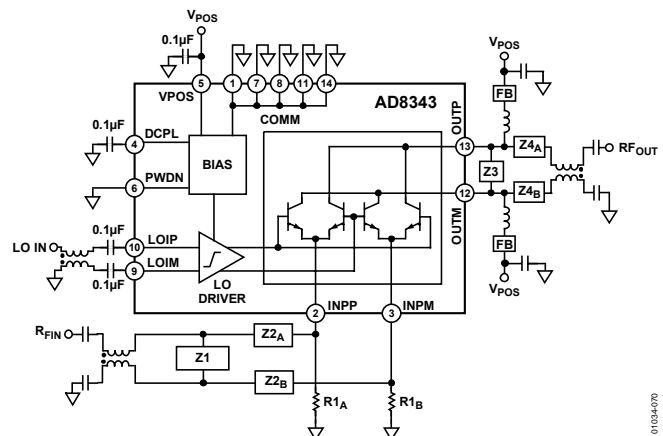 VPOS
VPOS
0.1µF
5
1
7
8
11
14
VPOS
COMM
AD8343
OUTP
FB
0.1µF
4
DCPL
BIAS
13
Z4A
RFOUT
Z3
6
PWDN
12
Z4B
OUTM
0.1µF
LO IN
10
LOIP
FB
9
LOIM
0.1µF
LO
DRIVER
VPOS
2
INPP
3
INPM
RFIN
Z1
Z2A
Z2B
R1A
R1B
01034-070